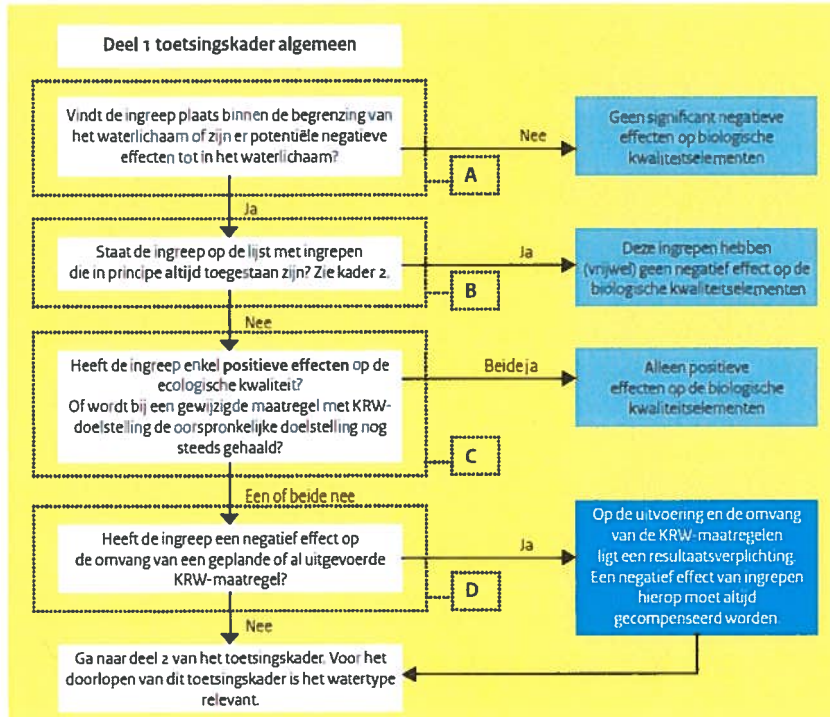 Deel 1 toetsingskader algemeen
Vindt de ingreep plaats binnen de begrenzing van
het waterlichaam of zijn er potentiële negatieve
effecten tot in het waterlichaam?
Nee
Geen significant negatieve
effecten op biologische
kwaliteitselementen
A
Ja
Staat de ingreep op de lijst met ingrepen
die in principe altijd toegestaan zijn? Zie kader 2.
Ja
Deze ingrepen hebben
(vrijwel) geen negatief effect op de
biologische kwaliteitselementen
B
Nee
Heeft de ingreep enkel positieve effecten op de
ecologische kwaliteit?
Of wordt bij een gewijzigde maatregel met KRW-
doelstelling de oorspronkelijke doelstelling nog
steeds gehaald?
Beide ja
Alleen positieve
effecten op de biologische
kwaliteitselementen
C
Een of beide nee
Heeft de ingreep een negatief effect op
de omvang van een geplande of al uitgevoerde
KRW-maatregel?
Ja
Op de uitvoering en de omvang
van de KRW-maatregelen
ligt een resultaatsverplichting.
Een negatief effect van ingrepen
hierop moet altijd
gecompenseerd worden.
D
Nee
Ga naar deel 2 van het toetsingskader. Voor het
doorlopen van dit toetsingskader is het watertype
relevant.